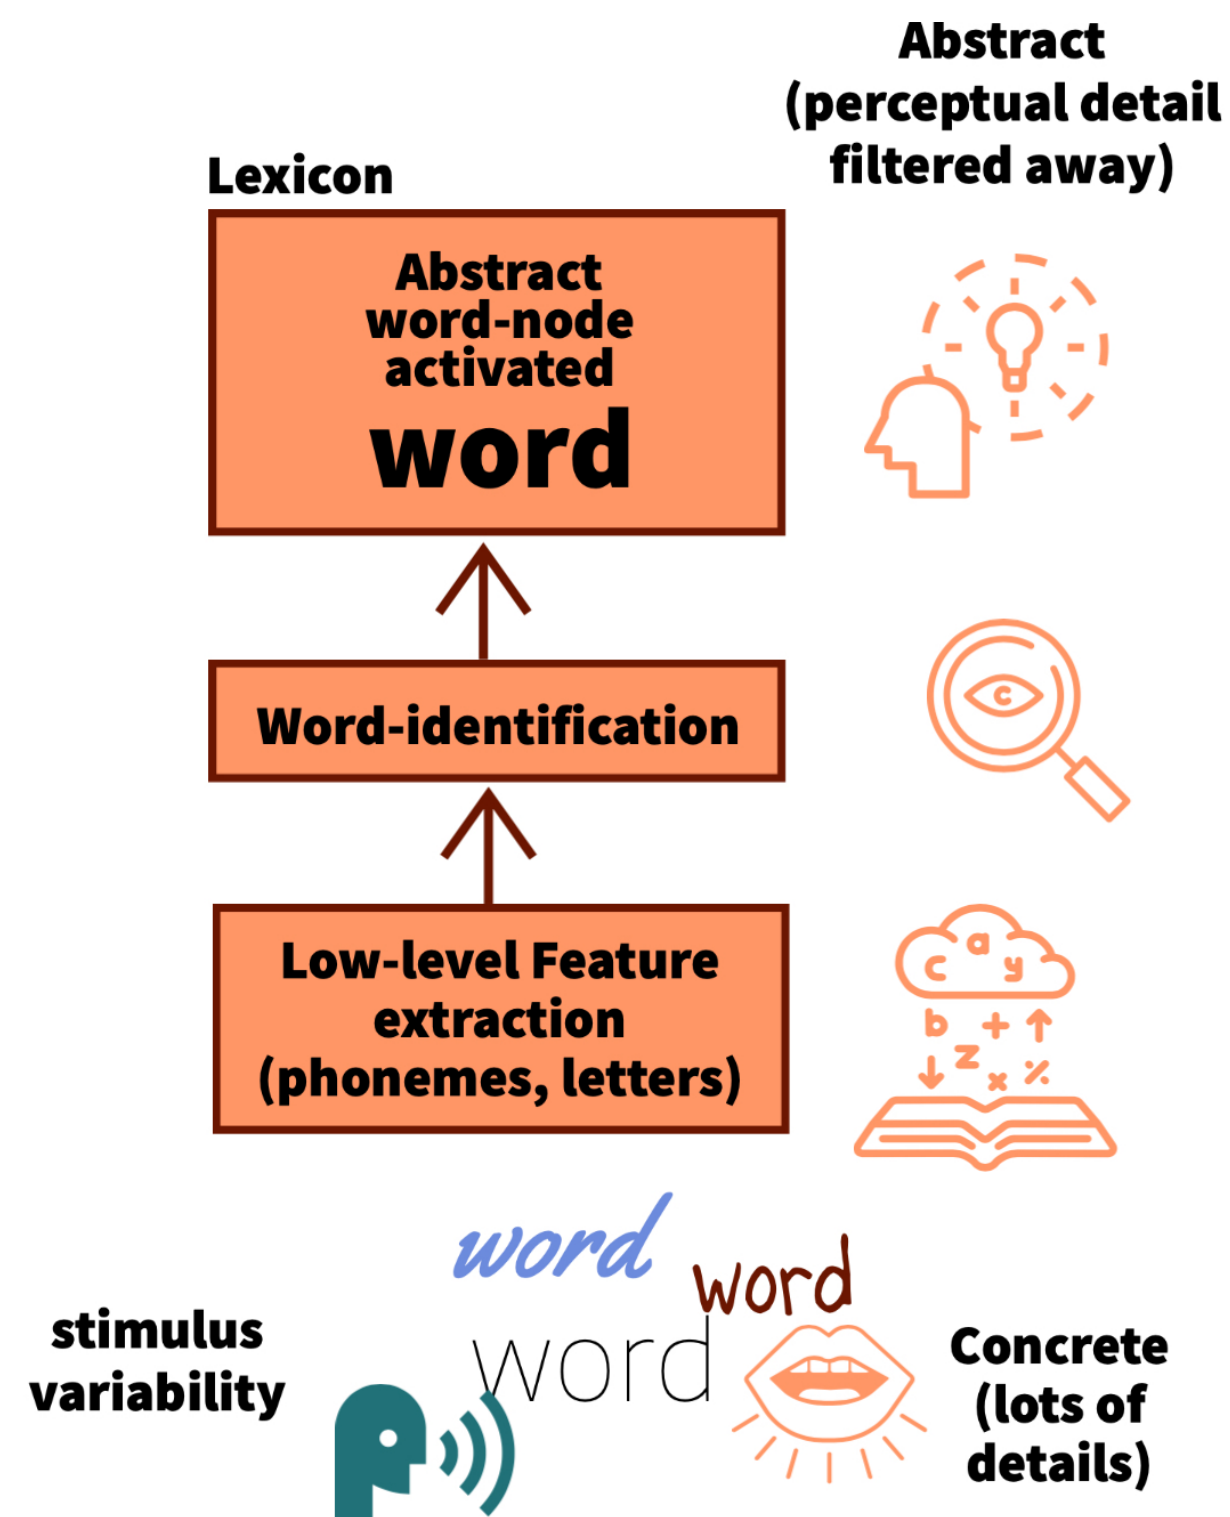 Abstract
(perceptual detail
filtered away)
Lexicon
Abstract
word-node
activated
word
c
Word-identification
Low-level Feature
extraction
(phonemes, letters)
c a y
b + ↑
↓ z x %
word
word
word
stimulus
variability
Concrete
(lots of
details)